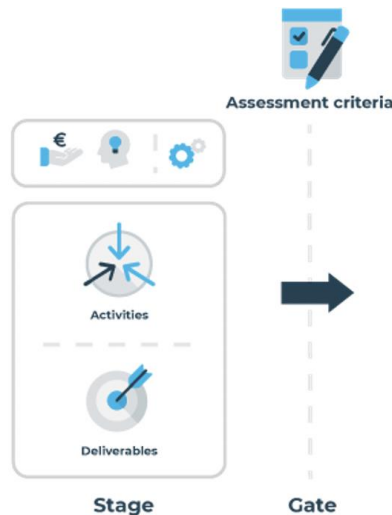 Assessment criteria
€
Activities
Deliverables
Stage
Gate